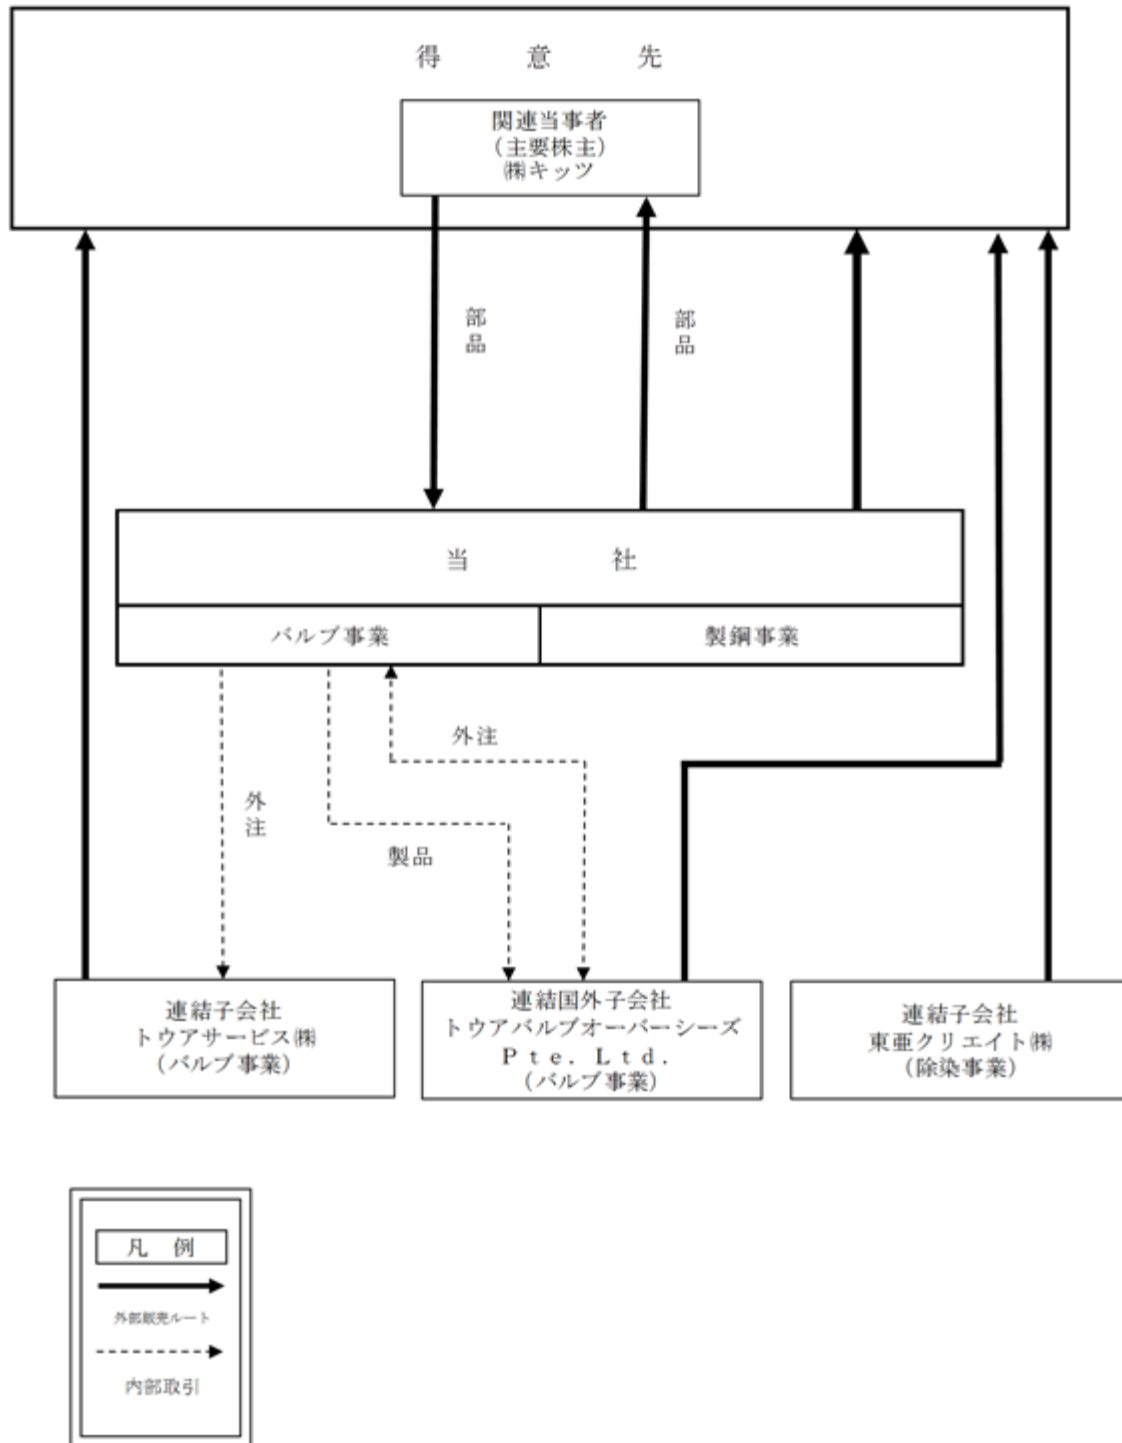 得意先
関連当事者
(主要株主)
㈱キッツ
部品
部品
当社
バルブ事業
製鋼事業
外注
外注
製品
連結子会社
トウアサービス㈱
(バルブ事業)
連結国外子会社
トウアバルブオーバーシーズ
Pte. Ltd.
(バルブ事業)
連結子会社
東亜クリエイト㈱
(除染事業)
凡例
外部販売ルート
内部取引